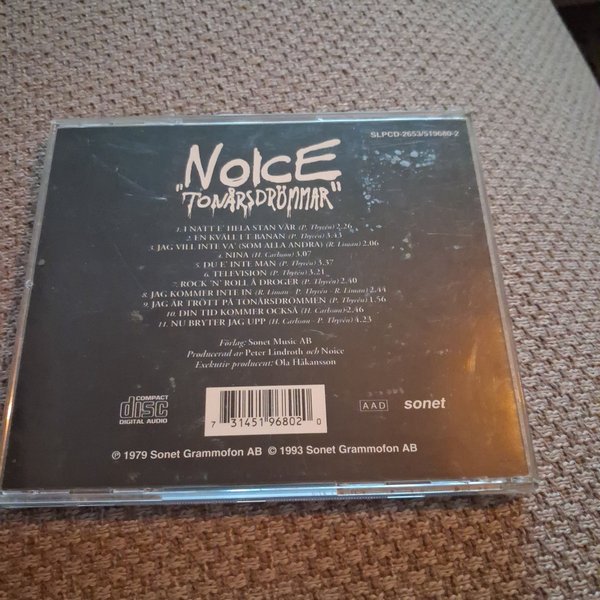 SLPCD-2653/519680-2
NOICE
"TONÅRSDRÖMMAR"
1. I NATT E' HELA STAN VÅR (P. Thyrén) 2.26
2. EN KVÄLL I T BANAN (P. Thyrén) 3.43
3. JAG VILL INTE VA' (SOM ALLA ANDRA) (R. Liman) 2.06
4. NINA (H. Carlsson) 3.07
5. DU E' INTE MAN (P. Thyrén) 3.37
6. TELEVISION (P. Thyrén) 3.21
7. ROCK 'N' ROLL Å DROGER (P. Thyrén) 2.40
8. JAG KOMMER INTE IN (R. Liman - P. Thyrén - R. Liman) 2.44
9. JAG ÄR TRÖTT PÅ TONÅRSDRÖMMEN (P. Thyrén) 1.56
10. DIN TID KOMMER OCKSÅ (H. Carlsson) 2.46
11. NU BRYTER JAG UPP (H. Carlsson - P. Thyrén) 4.23
Förlag: Sonet Music AB
Producerad av Peter Lindroth och Noice
Exekutiv producent: Ola Håkansson
COMPACT
disc
DIGITAL AUDIO
7 31451 96802 0
AAD
sonet
℗ 1979 Sonet Grammofon AB © 1993 Sonet Grammofon AB